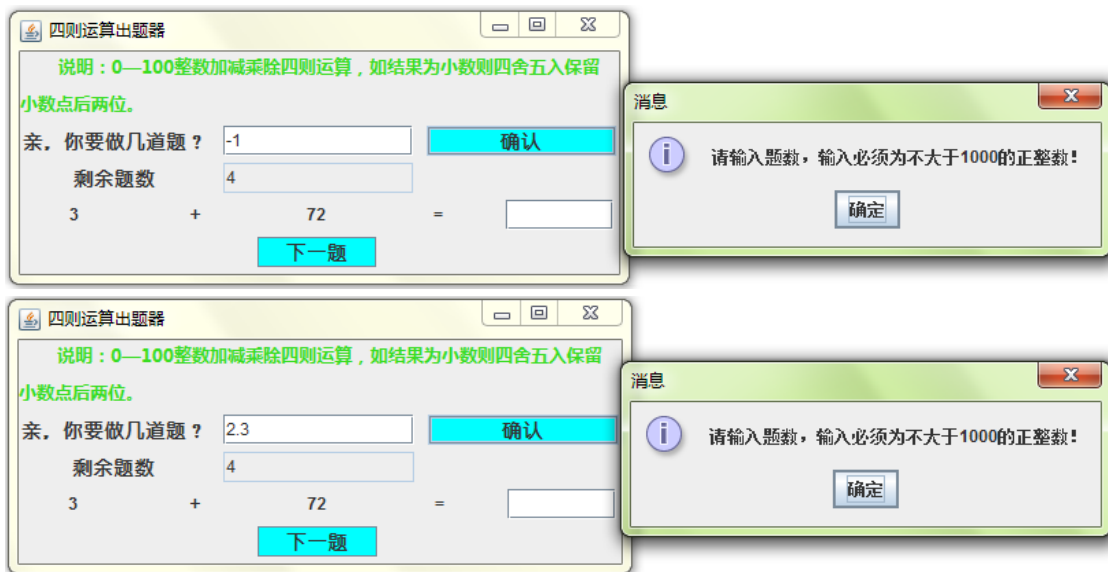 四则运算出题器
说明：0—100整数加减乘除四则运算，如结果为小数则四舍五入保留
小数点后两位。
亲，你要做几道题？ -1 确认
剩余题数 4
3 + 72 =
下一题
消息
请输入题数，输入必须为不大于1000的正整数！
确定
四则运算出题器
说明：0—100整数加减乘除四则运算，如结果为小数则四舍五入保留
小数点后两位。
亲，你要做几道题？ 2.3 确认
剩余题数 4
3 + 72 =
下一题
消息
请输入题数，输入必须为不大于1000的正整数！
确定